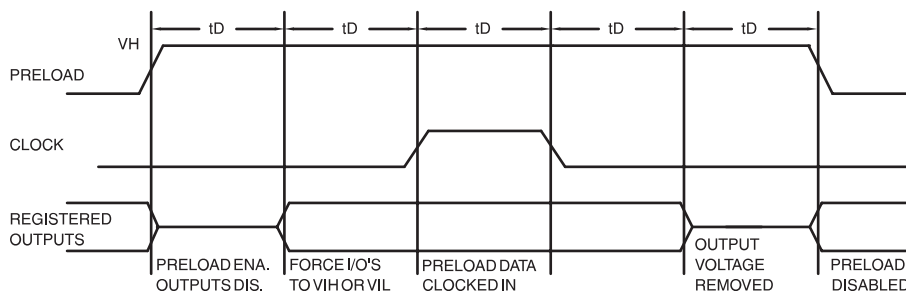 tD tD tD tD tD
VH
PRELOAD
CLOCK
REGISTERED
OUTPUTS
PRELOAD ENA.
OUTPUTS DIS.
FORCE I/O'S
TO VIH OR VIL
PRELOAD DATA
CLOCKED IN
OUTPUT
VOLTAGE
REMOVED
PRELOAD
DISABLED